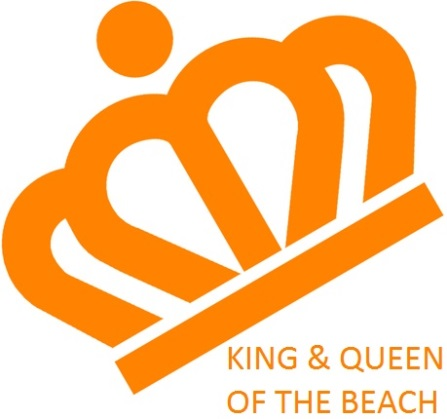 KING & QUEEN
OF THE BEACH